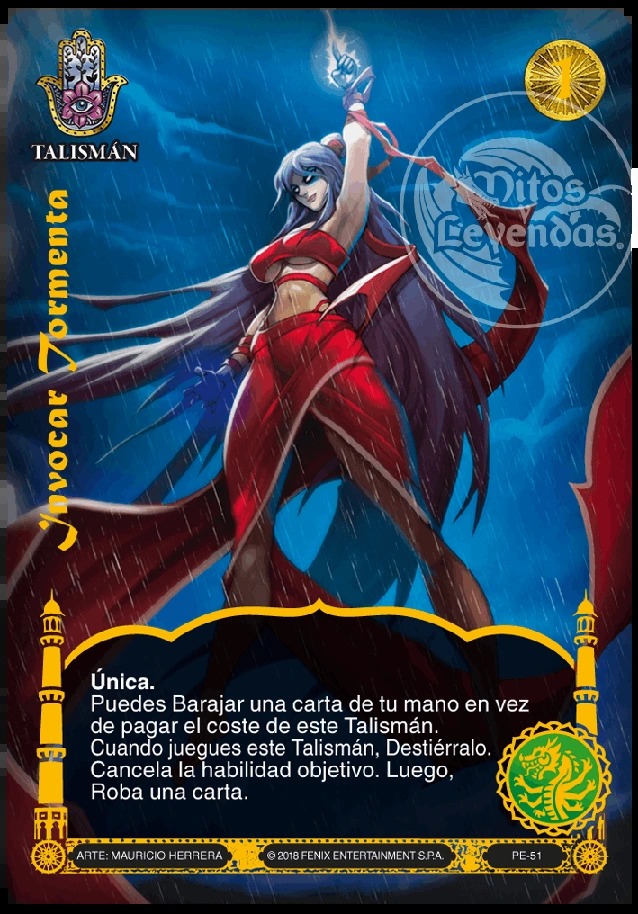 TALISMÁN
1
Mitos
Leyendas.
Invocar Tormenta
Única.
Puedes Barajar una carta de tu mano en vez
de pagar el coste de este Talismán.
Cuando juegues este Talismán, Destiérralo.
Cancela la habilidad objetivo. Luego,
Roba una carta.
ARTE: MAURICIO HERRERA
© 2018 FENIX ENTERTAINMENT S.P.A.
PE-51